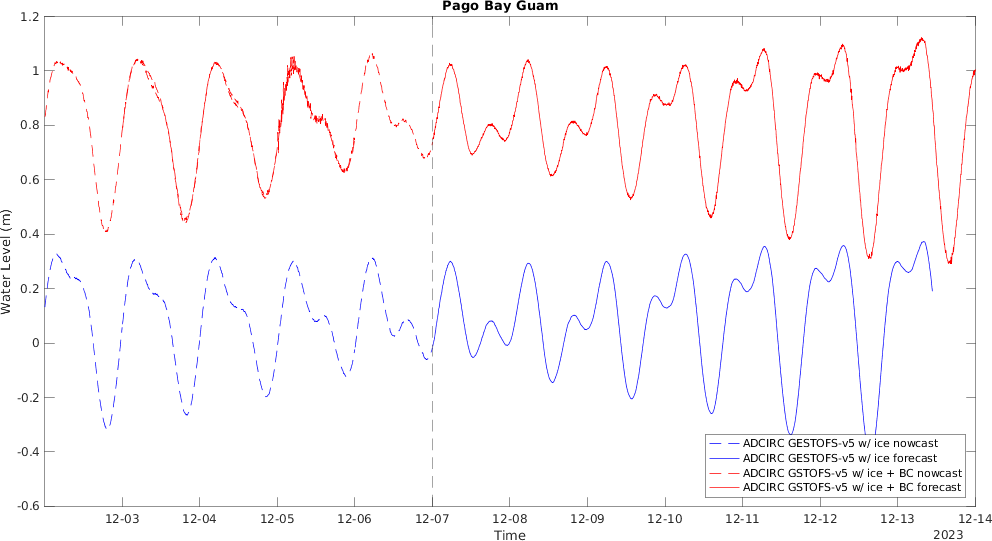 Pago Bay Guam
1.2
1
0.8
0.6
0.4
0.2
0
-0.2
-0.4
-0.6
Water Level (m)
ADCIRC GESTOFS-v5 w/ ice nowcast
ADCIRC GESTOFS-v5 w/ ice forecast
ADCIRC GSTOFS-v5 w/ ice + BC nowcast
ADCIRC GSTOFS-v5 w/ ice + BC forecast
12-03 12-04 12-05 12-06 12-07 12-08 12-09 12-10 12-11 12-12 12-13 12-14
Time
2023